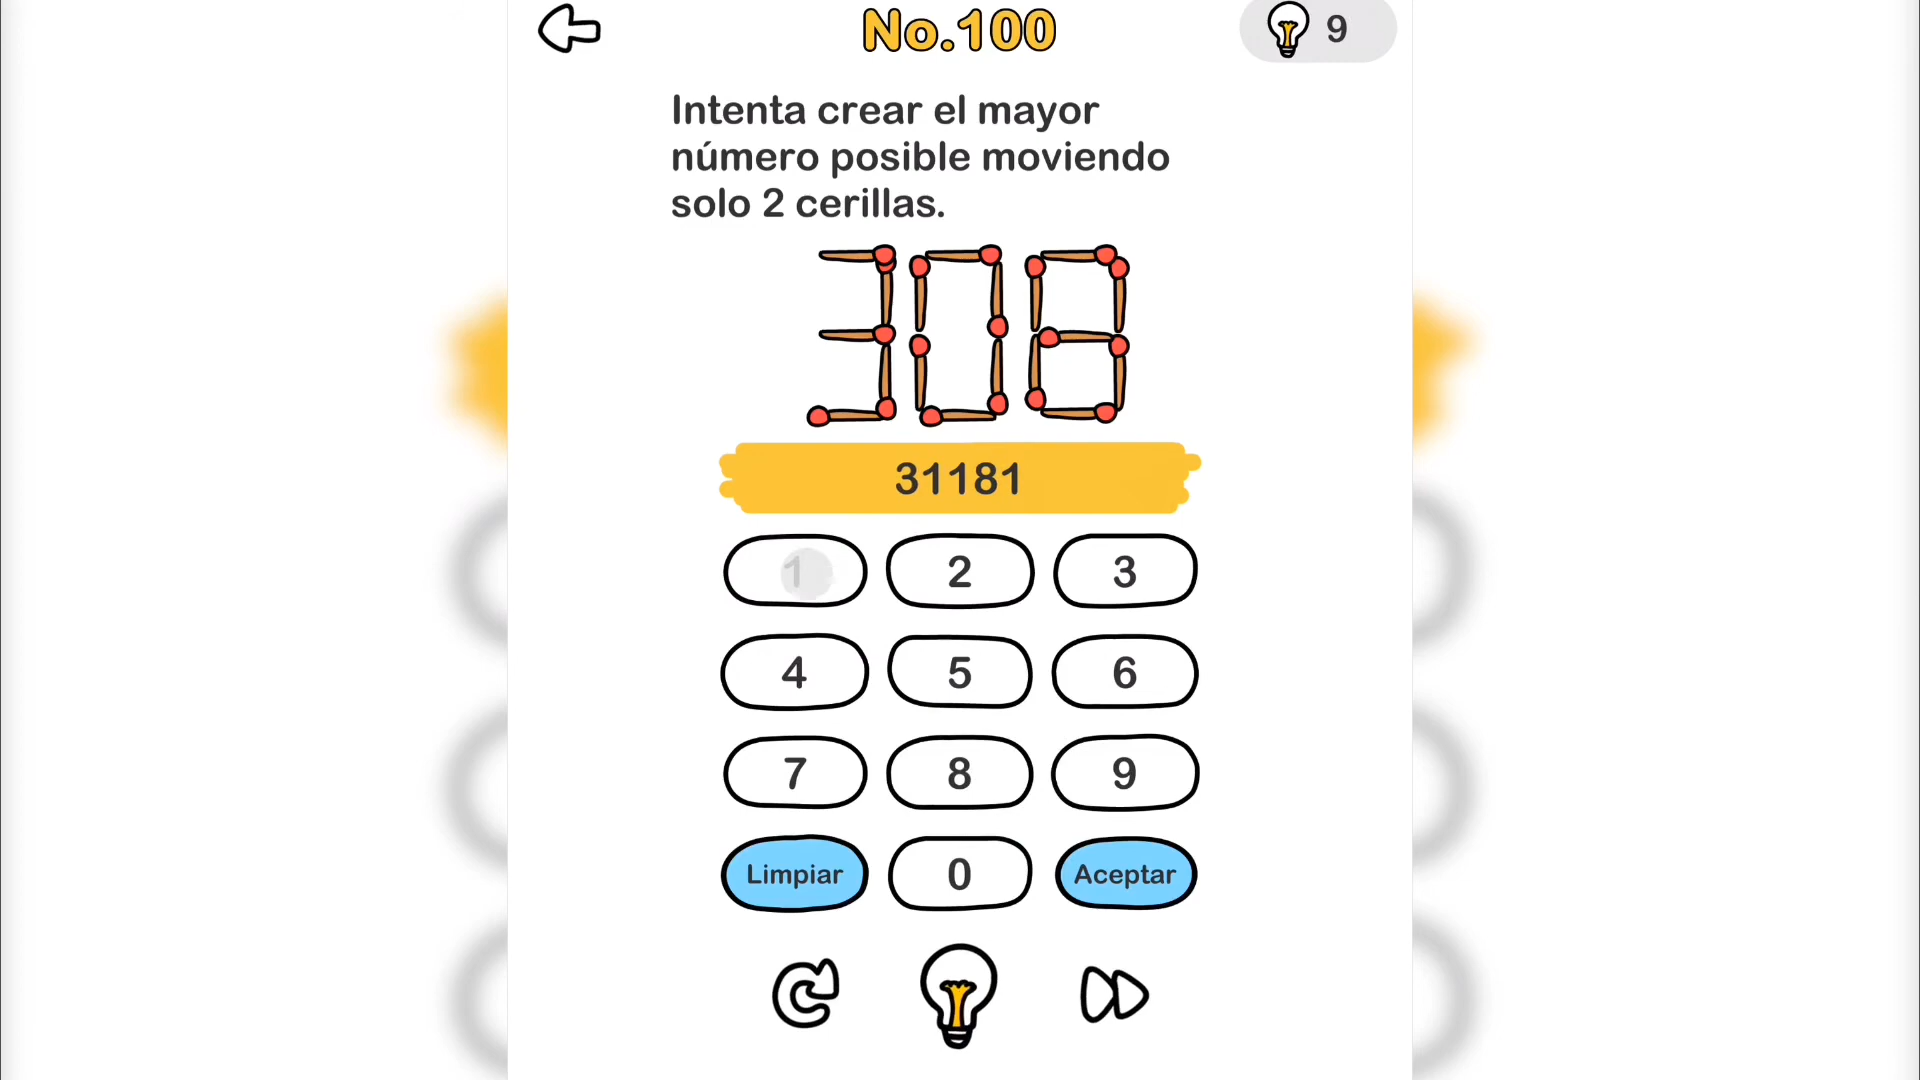 No.100
9
Intenta crear el mayor
número posible moviendo
solo 2 cerillas.
308
31181
1 2 3
4 5 6
7 8 9
Limpiar 0 Aceptar